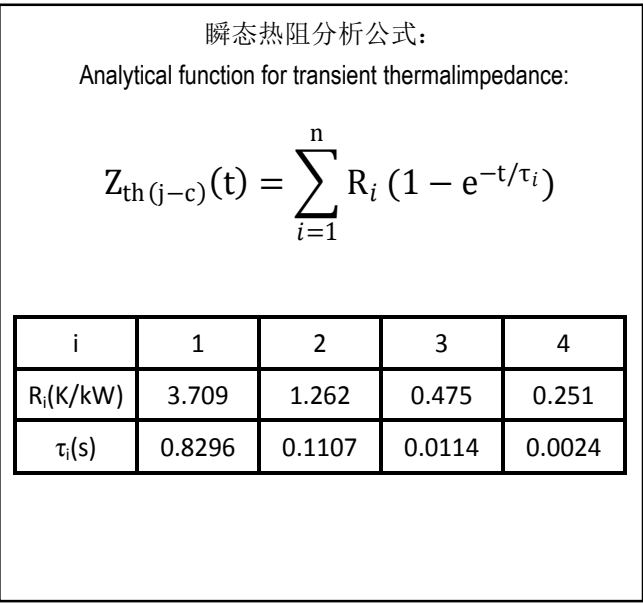 瞬态热阻分析公式：
Analytical function for transient thermalimpedance:
n
Z_{th (j−c)}(t) = ∑ R_i (1 − e^{−t/τ_i})
i=1
i 1 2 3 4
R_i(K/kW) 3.709 1.262 0.475 0.251
τ_i(s) 0.8296 0.1107 0.0114 0.0024